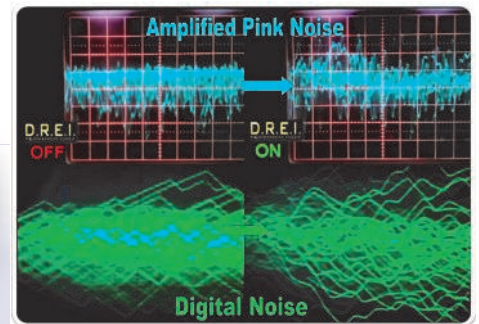 Amplified Pink Noise
D.R.E.I.
OFF
D.R.E.I.
ON
Digital Noise